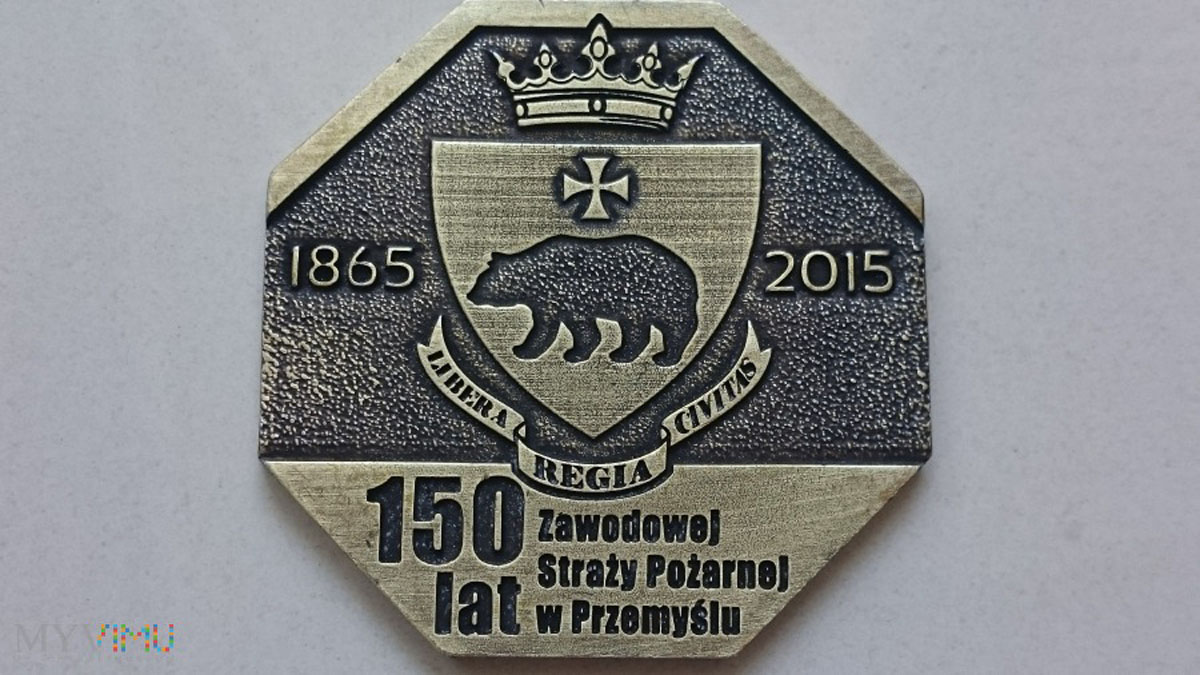 1865
2015
LIBERA
REGIA
CIVITAS
150 lat
Zawodowej
Straży Pożarnej
w Przemyślu
MYVIMU